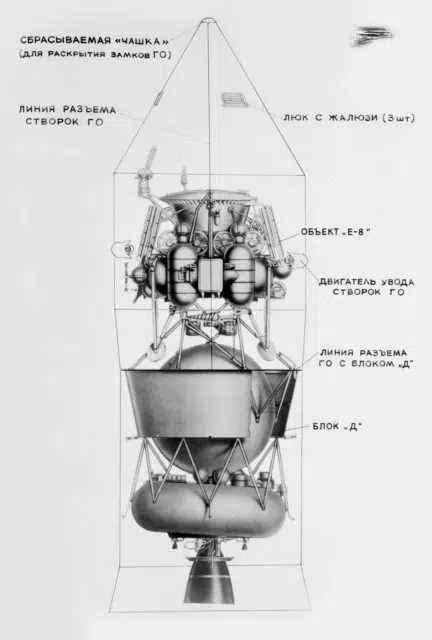 СБРАСЫВАЕМАЯ «ЧАШКА»
(ДЛЯ РАСКРЫТИЯ ЗАМКОВ ГО)
ЛИНИЯ РАЗЪЕМА
СТВОРОК ГО
ЛЮК С ЖАЛЮЗИ (3 шт)
ОБЪЕКТ „Е-8"
ДВИГАТЕЛЬ УВОДА
СТВОРОК ГО
ЛИНИЯ РАЗЪЕМА
ГО С БЛОКОМ „Д"
БЛОК „Д"